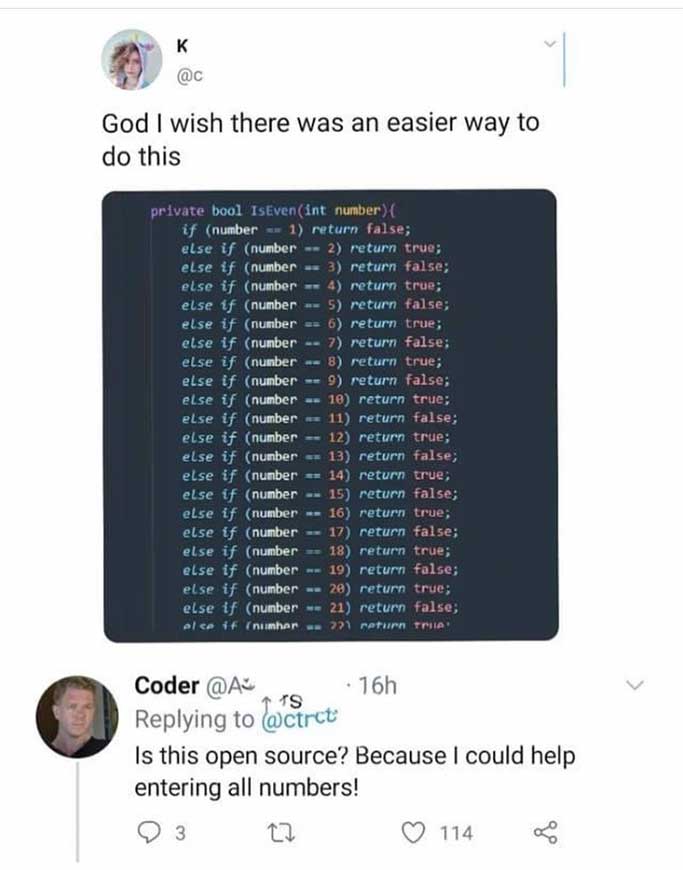 K
@c
God I wish there was an easier way to
do this
private bool IsEven(int number){
if (number == 1) return false;
else if (number == 2) return true;
else if (number == 3) return false;
else if (number == 4) return true;
else if (number == 5) return false;
else if (number == 6) return true;
else if (number == 7) return false;
else if (number == 8) return true;
else if (number == 9) return false;
else if (number == 10) return true;
else if (number == 11) return false;
else if (number == 12) return true;
else if (number == 13) return false;
else if (number == 14) return true;
else if (number == 15) return false;
else if (number == 16) return true;
else if (number == 17) return false;
else if (number == 18) return true;
else if (number == 19) return false;
else if (number == 20) return true;
else if (number == 21) return false;
else if (number == 22) return true;
Coder · 16h
Replying to
Is this open source? Because I could help
entering all numbers!
3 114